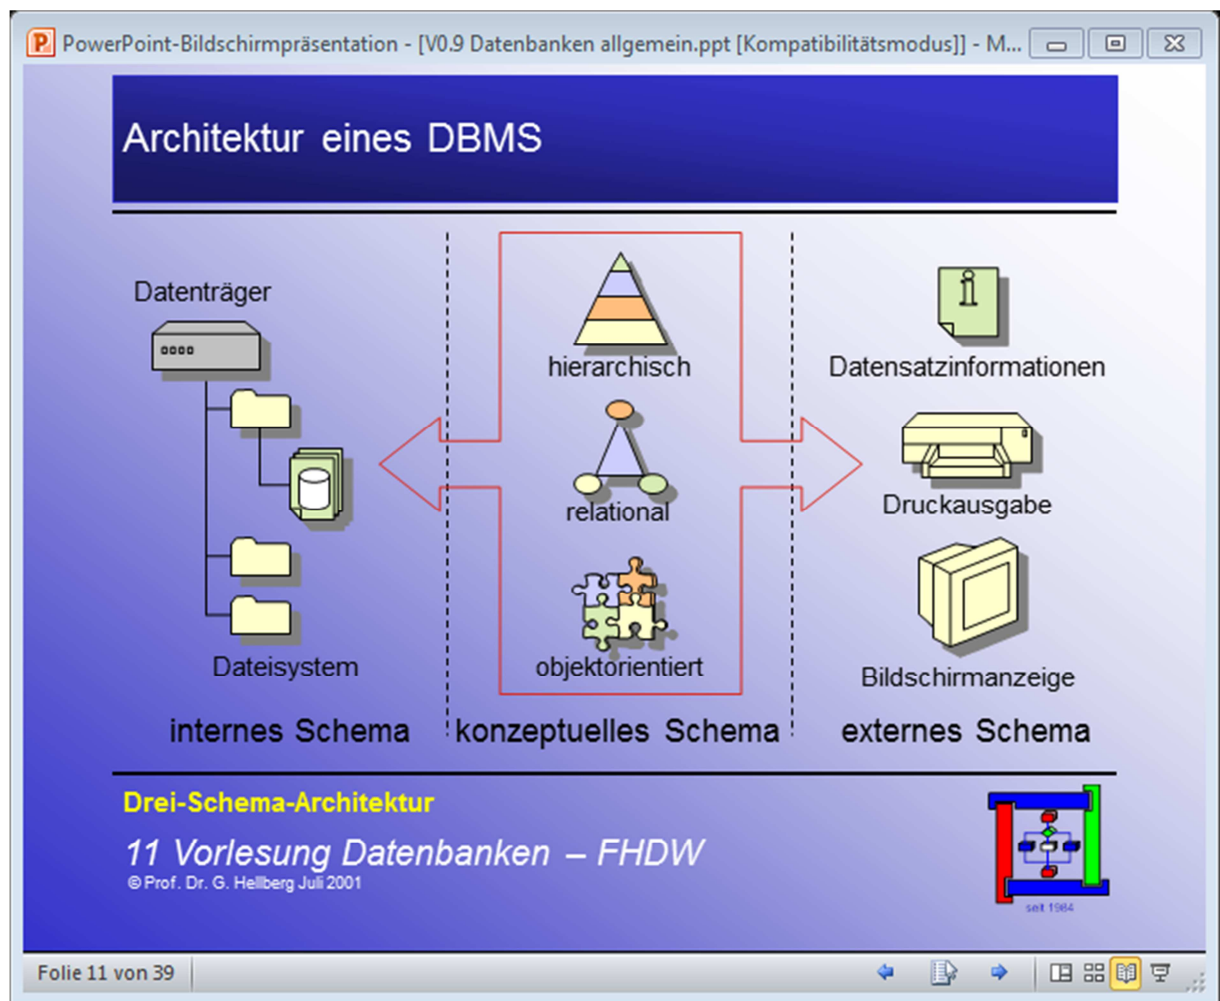 PowerPoint-Bildschirmpräsentation - [V0.9 Datenbanken allgemein.ppt [Kompatibilitätsmodus]] - M...
Architektur eines DBMS
Datenträger
Dateisystem
internes Schema
hierarchisch
relational
objektorientiert
konzeptuelles Schema
i
Datensatzinformationen
Druckausgabe
Bildschirmanzeige
externes Schema
Drei-Schema-Architektur
11 Vorlesung Datenbanken – FHDW
© Prof. Dr. G. Hellberg Juli 2001
seit 1984
Folie 11 von 39